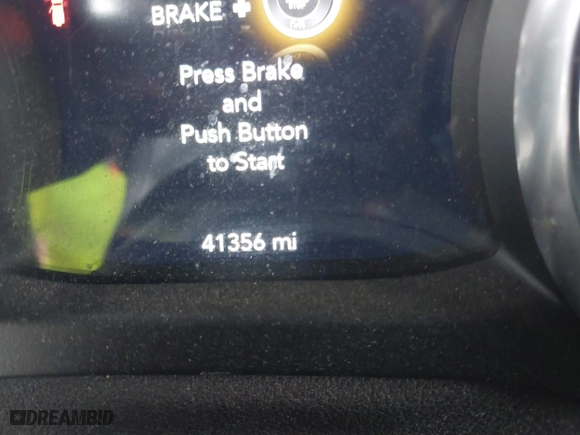 BRAKE +
Press Brake
and
Push Button
to Start
41356 mi
DREAMBID